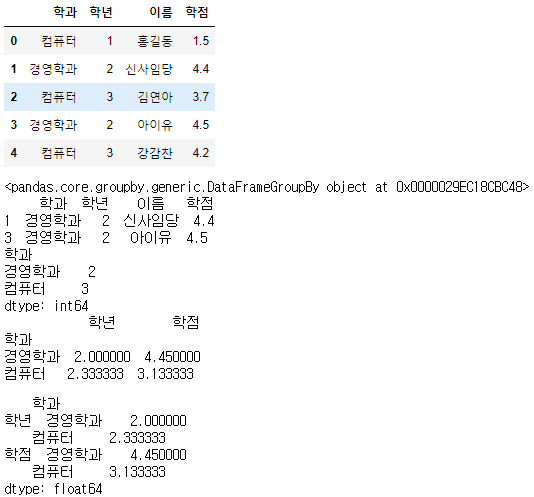 학과 학년 이름 학점
0 컴퓨터 1 홍길동 1.5
1 경영학과 2 신사임당 4.4
2 컴퓨터 3 김연아 3.7
3 경영학과 2 아이유 4.5
4 컴퓨터 3 강감찬 4.2
<pandas.core.groupby.generic.DataFrameGroupBy object at 0x0000029EC18CBC48>
학과 학년 이름 학점
1 경영학과 2 신사임당 4.4
3 경영학과 2 아이유 4.5
학과
경영학과 2
컴퓨터 3
dtype: int64
학년 학점
학과
경영학과 2.000000 4.450000
컴퓨터 2.333333 3.133333
학과
학년 경영학과 2.000000
컴퓨터 2.333333
학점 경영학과 4.450000
컴퓨터 3.133333
dtype: float64